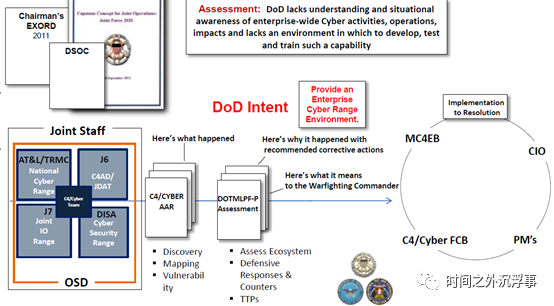 Chairman's
EXORD
2011
DSOC
Capstone Concept for Joint Operations:
Joint Force 2020
Assessment: DoD lacks understanding and situational
awareness of enterprise-wide Cyber activities, operations,
impacts and lacks an environment in which to develop, test
and train such a capability
DoD Intent
Provide an
Enterprise
Cyber Range
Environment.
Joint Staff
AT&L/TRMC
National
Cyber
Range
J6
C4AD/
JDAT
C4/Cyber
Team
J7
Joint
IO
Range
DISA
Cyber
Security
Range
OSD
Here's what happened
C4/CYBER
AAR
• Discovery
• Mapping
• Vulnerabil
ity
Here's why it happened with
recommended corrective actions
DOTMLPF-P
Assessment
Here's what it means
to the Warfighting Commander
• Assess Ecosystem
• Defensive
Responses &
Counters
• TTPs
Implementation
to Resolution
MC4EB
CIO
C4/Cyber FCB
PM's
时间之外沉浮事